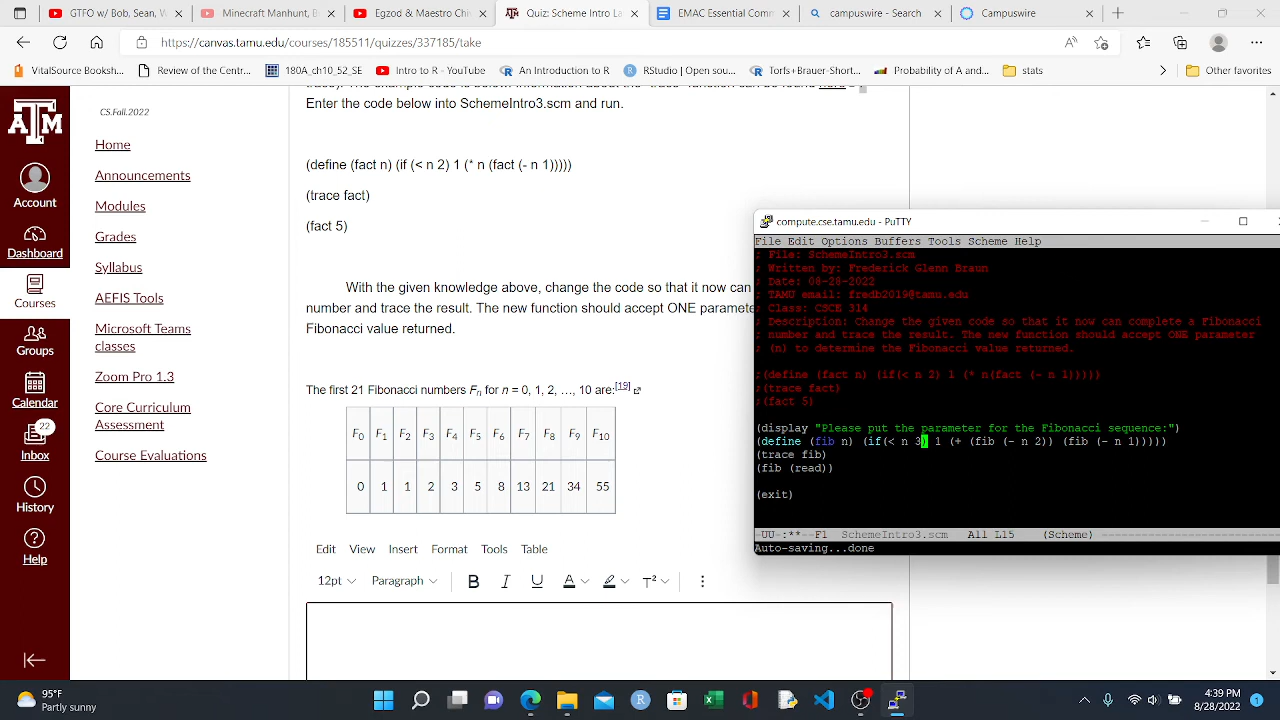 GTFO w/ Bob, Sean, W
Minecraft Manhunt, B
Egzod & Maestro Chi
Quiz: Scheme Intro La
EMAC Essential
campuswire - Search
Campuswire
https://canvas.tamu.edu/courses/185511/quizzes/337185/take
VitalSource Bookshel...
Review of the Centr...
180A_ch10_52_SE
Intro to R - YouTube
An Introduction to R
RStudio | Open sou...
Torfs+Brauer-Short...
Probability of A and...
stats
Other favorites
ĀM
Account
Dashboard
Courses
Groups
Calendar
22
Inbox
History
Help
CS.Fall.2022
Home
Announcements
Modules
Grades
Syllabus
AEFIS Tools
Microsoft Teams
Zoom Pro 1.3
Core Curriculum
Assessment
Course Evaluations
Enter the code below into SchemeIntro3.scm and run.
(define (fact n) (if (< n 2) 1 (* n (fact (- n 1)))))
(trace fact)
(fact 5)
With the given knowledge change the code so that it now can
number and trace the result. The new function should accept ONE paramete
Fibonacci value returned.
The first 21 Fibonacci numbers Fn for n = 0, 1, 2, ..., 10 are:[19]
F0 F1 F2 F3 F4 F5 F6 F7 F8 F9 F10
0 1 1 2 3 5 8 13 21 34 55
Edit View Insert Format Tools Table
12pt Paragraph B I U A T²
compute.cse.tamu.edu - PuTTY
File Edit Options Buffers Tools Scheme Help
; File: SchemeIntro3.scm
; Written by: Frederick Glenn Braun
; Date: 08-28-2022
; TAMU email: fredb2019@tamu.edu
; Class: CSCE 314
; Description: Change the given code so that it now can complete a Fibonacci
; number and trace the result. The new function should accept ONE parameter
; (n) to determine the Fibonacci value returned.
;(define (fact n) (if(< n 2) 1 (* n(fact (- n 1)))))
;(trace fact)
;(fact 5)
(display "Please put the parameter for the Fibonacci sequence:")
(define (fib n) (if(< n 3) 1 (+ (fib (- n 2)) (fib (- n 1)))))
(trace fib)
(fib (read))
(exit)
-UU-:**--F1 SchemeIntro3.scm All L15 (Scheme)
Auto-saving...done
95°F
Partly sunny
4:39 PM
8/28/2022